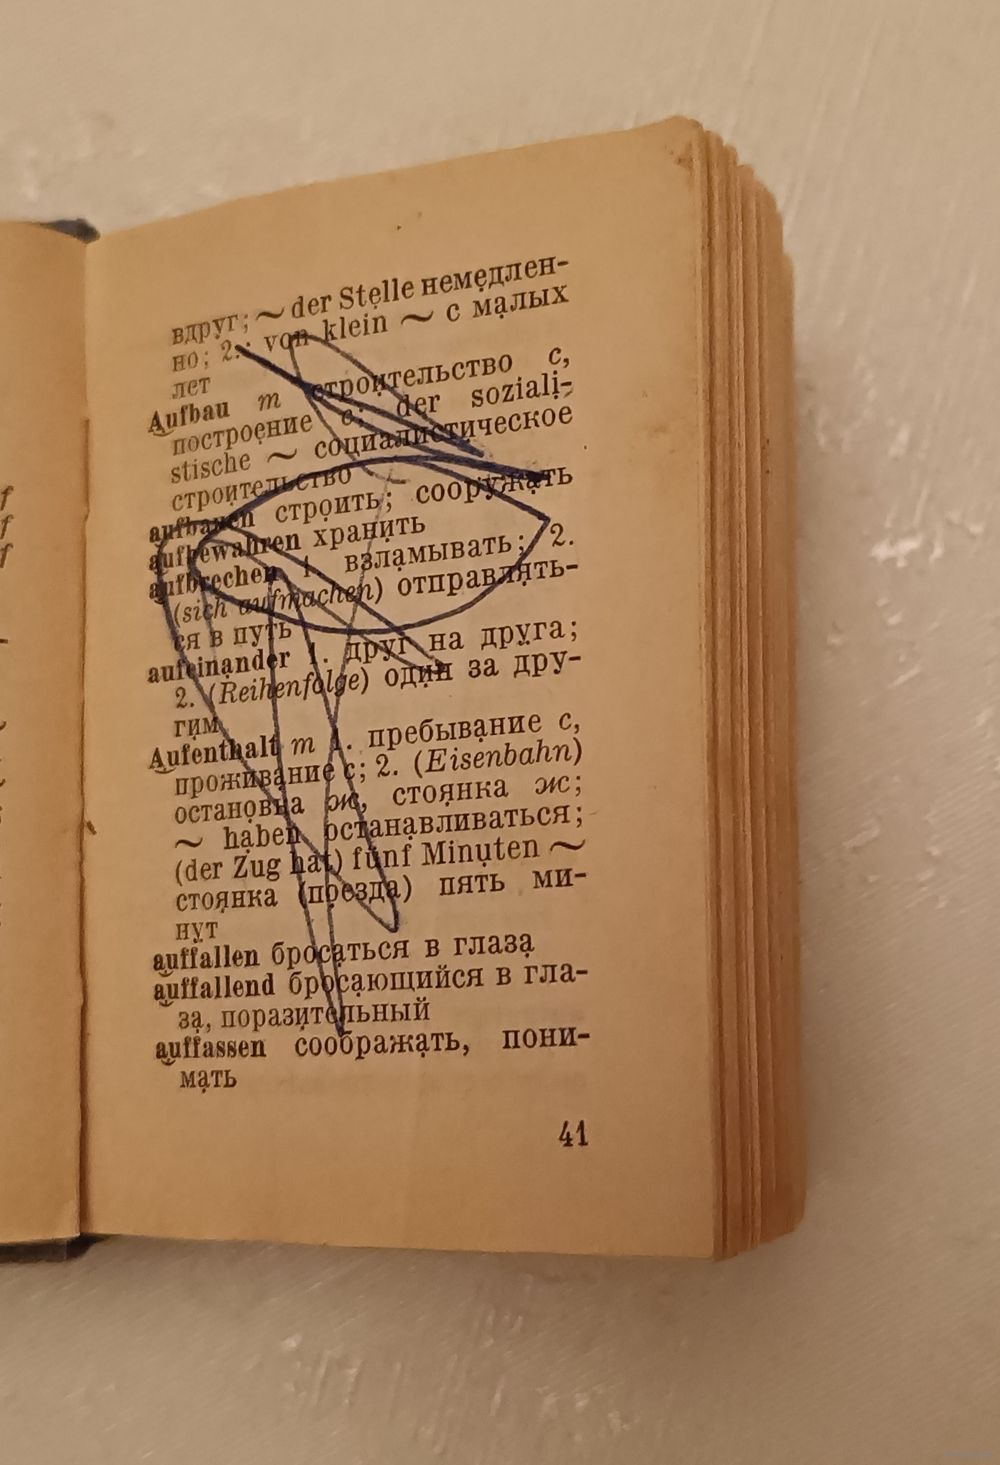 вдруг; ~ der Stelle немедлен-
но; 2.: von klein ~ с малых
лет
Aufbau m строительство с,
построение с; der soziali-
stische ~ социалистическое
строительство
aufbauen строить; сооружать
aufbewahren хранить
aufbrechen 1. взламывать; 2.
(sich aufmachen) отправлять-
ся в путь
aufeinander 1. друг на друга;
2. (Reihenfolge) один за дру-
гим
Aufenthalt m 1. пребывание с,
проживание с; 2. (Eisenbahn)
остановка ж, стоянка ж;
~ haben останавливаться;
(der Zug hat) fünf Minuten ~
стоянка (поезда) пять ми-
нут
auffallen бросаться в глаза
auffallend бросающийся в гла-
за, поразительный
auffassen соображать, пони-
мать
41
f
f
f